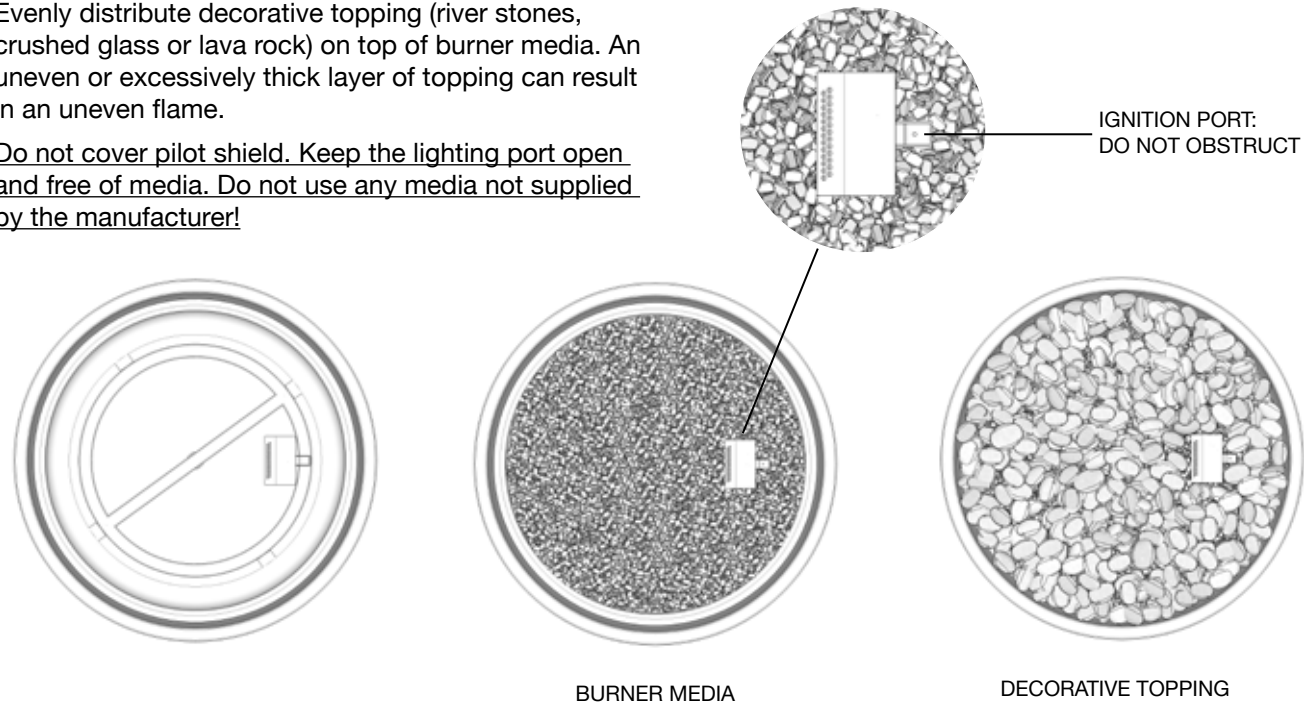 Evenly distribute decorative topping (river stones,
crushed glass or lava rock) on top of burner media. An
uneven or excessively thick layer of topping can result
in an uneven flame.
Do not cover pilot shield. Keep the lighting port open
and free of media. Do not use any media not supplied
by the manufacturer!
IGNITION PORT:
DO NOT OBSTRUCT
BURNER MEDIA
DECORATIVE TOPPING